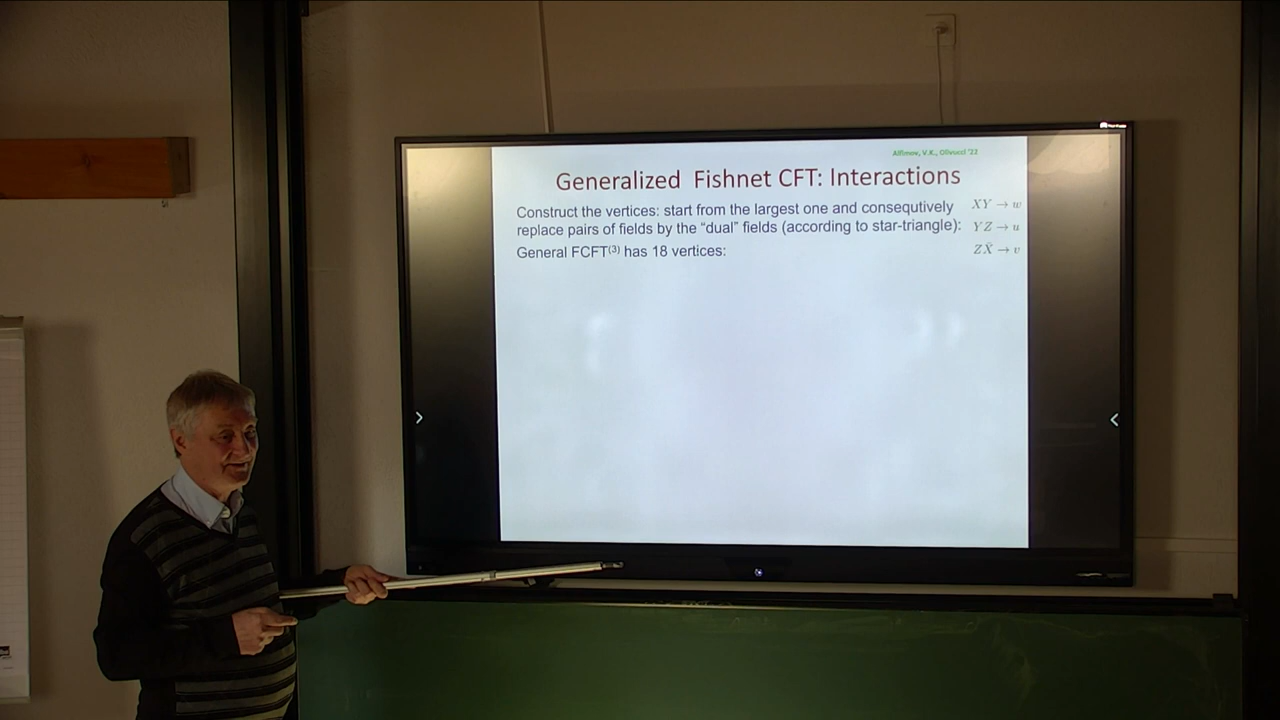 Alfimov, V.K., Olivucci '22
Generalized Fishnet CFT: Interactions
Construct the vertices: start from the largest one and consequtively
replace pairs of fields by the “dual” fields (according to star-triangle):
General FCFT⁽³⁾ has 18 vertices:
XY → w
YZ → u
ZX̄ → v